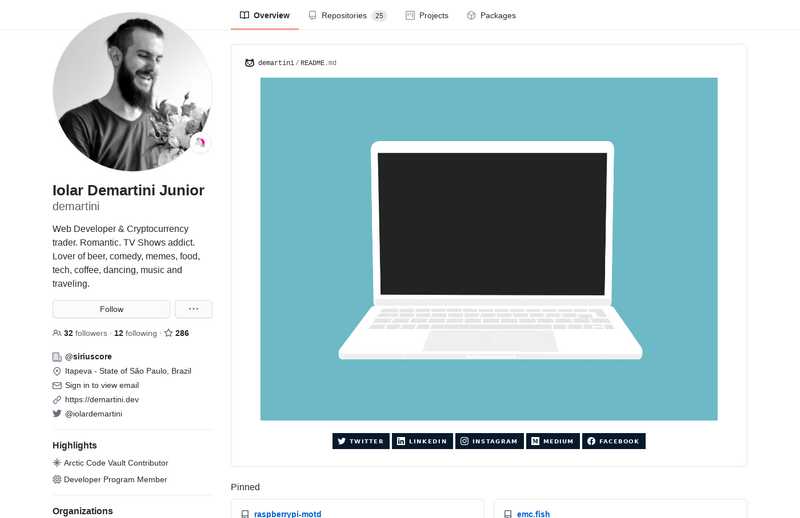 Overview
Repositories 25
Projects
Packages
demartini/README.md
Iolar Demartini Junior
demartini
Web Developer & Cryptocurrency
trader. Romantic. TV Shows addict.
Lover of beer, comedy, memes, food,
tech, coffee, dancing, music and
traveling.
Follow
32 followers · 12 following · 286
@siriuscore
Itapeva - State of São Paulo, Brazil
Sign in to view email
https://demartini.dev
@iolardemartini
Highlights
Arctic Code Vault Contributor
Developer Program Member
Organizations
TWITTER
LINKEDIN
INSTAGRAM
MEDIUM
FACEBOOK
Pinned
raspberrypi-motd
emc.fish